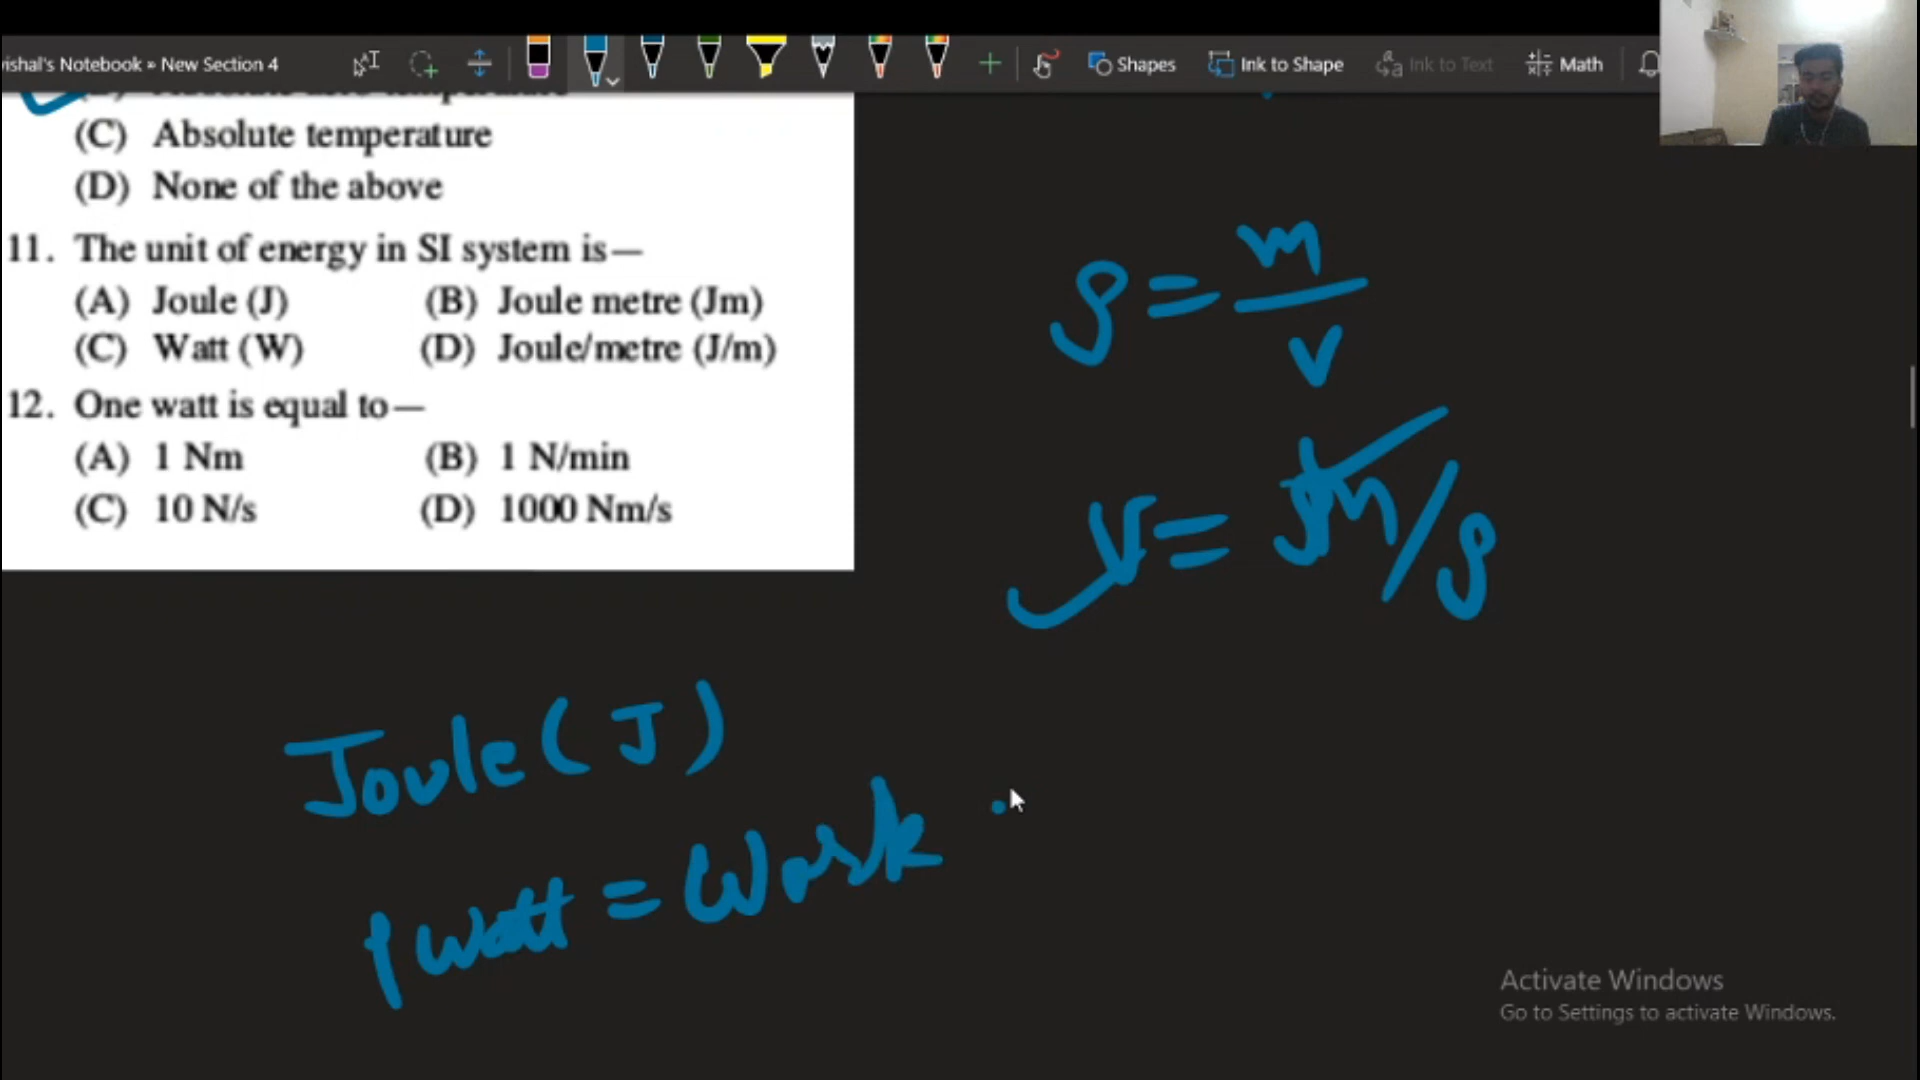 vishal's Notebook » New Section 4
Shapes
Ink to Shape
Ink to Text
Math
(C) Absolute temperature
(D) None of the above
11. The unit of energy in SI system is—
(A) Joule (J) (B) Joule metre (Jm)
(C) Watt (W) (D) Joule/metre (J/m)
12. One watt is equal to—
(A) 1 Nm (B) 1 N/min
(C) 10 N/s (D) 1000 Nm/s
ρ = m
v
v = m/ρ
Joule (J)
1 watt = Work
Activate Windows
Go to Settings to activate Windows.